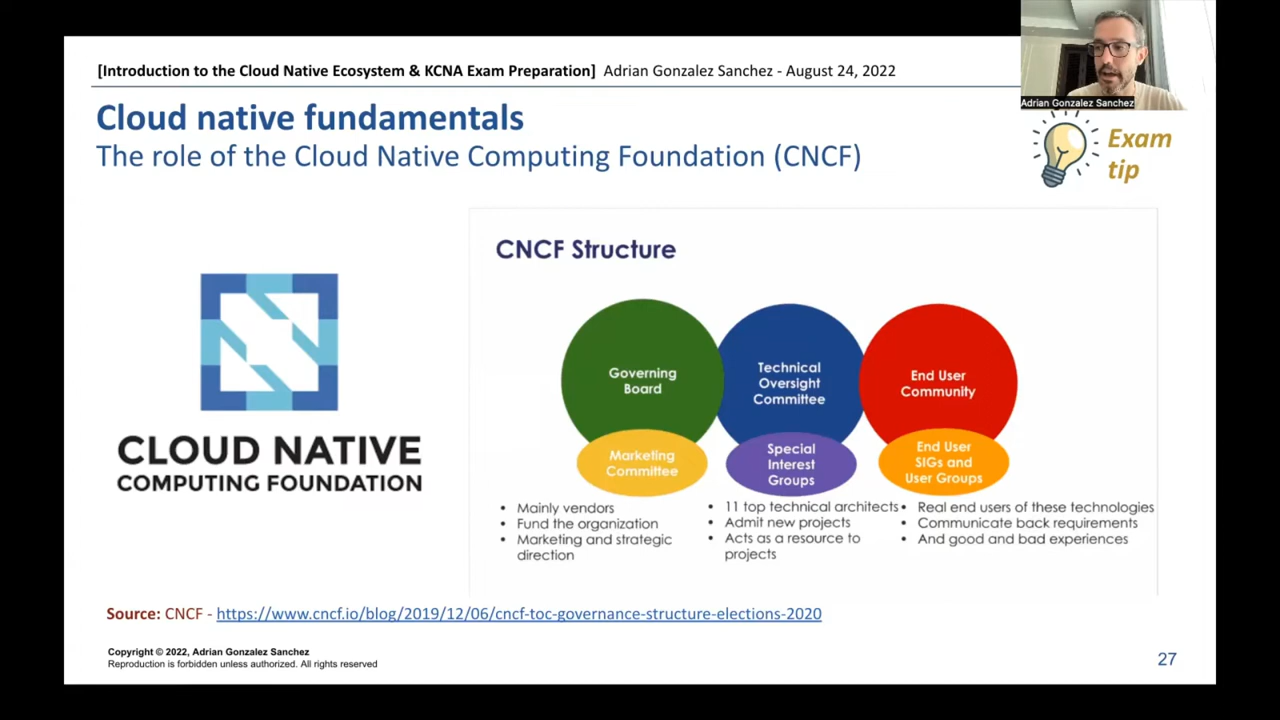 [Introduction to the Cloud Native Ecosystem & KCNA Exam Preparation] Adrian Gonzalez Sanchez - August 24, 2022
Adrian Gonzalez Sanchez
Cloud native fundamentals
The role of the Cloud Native Computing Foundation (CNCF)
Exam
tip
CLOUD NATIVE
COMPUTING FOUNDATION
CNCF Structure
Governing
Board
Marketing
Committee
• Mainly vendors
• Fund the organization
• Marketing and strategic
direction
Technical
Oversight
Committee
Special
Interest
Groups
• 11 top technical architects
• Admit new projects
• Acts as a resource to
projects
End User
Community
End User
SIGs and
User Groups
• Real end users of these technologies
• Communicate back requirements
• And good and bad experiences
Source: CNCF - https://www.cncf.io/blog/2019/12/06/cncf-toc-governance-structure-elections-2020
Copyright © 2022, Adrian Gonzalez Sanchez
Reproduction is forbidden unless authorized. All rights reserved
27